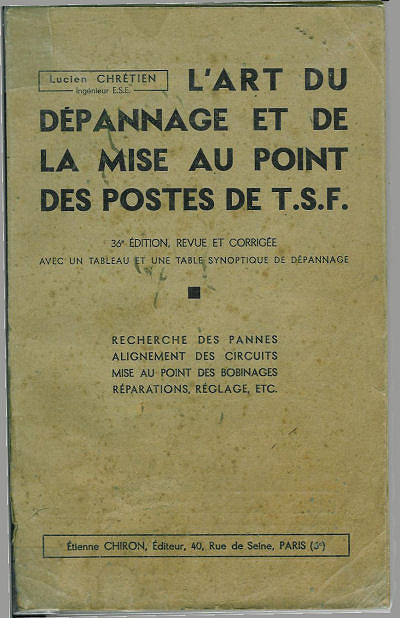 Lucien CHRÉTIEN
Ingénieur E.S.E.
L'ART DU
DÉPANNAGE ET DE
LA MISE AU POINT
DES POSTES DE T.S.F.
36e ÉDITION, REVUE ET CORRIGÉE
AVEC UN TABLEAU ET UNE TABLE SYNOPTIQUE DE DÉPANNAGE
RECHERCHE DES PANNES
ALIGNEMENT DES CIRCUITS
MISE AU POINT DES BOBINAGES
RÉPARATIONS, RÉGLAGE, ETC.
Étienne CHIRON, Éditeur, 40, Rue de Seine, PARIS (6e)